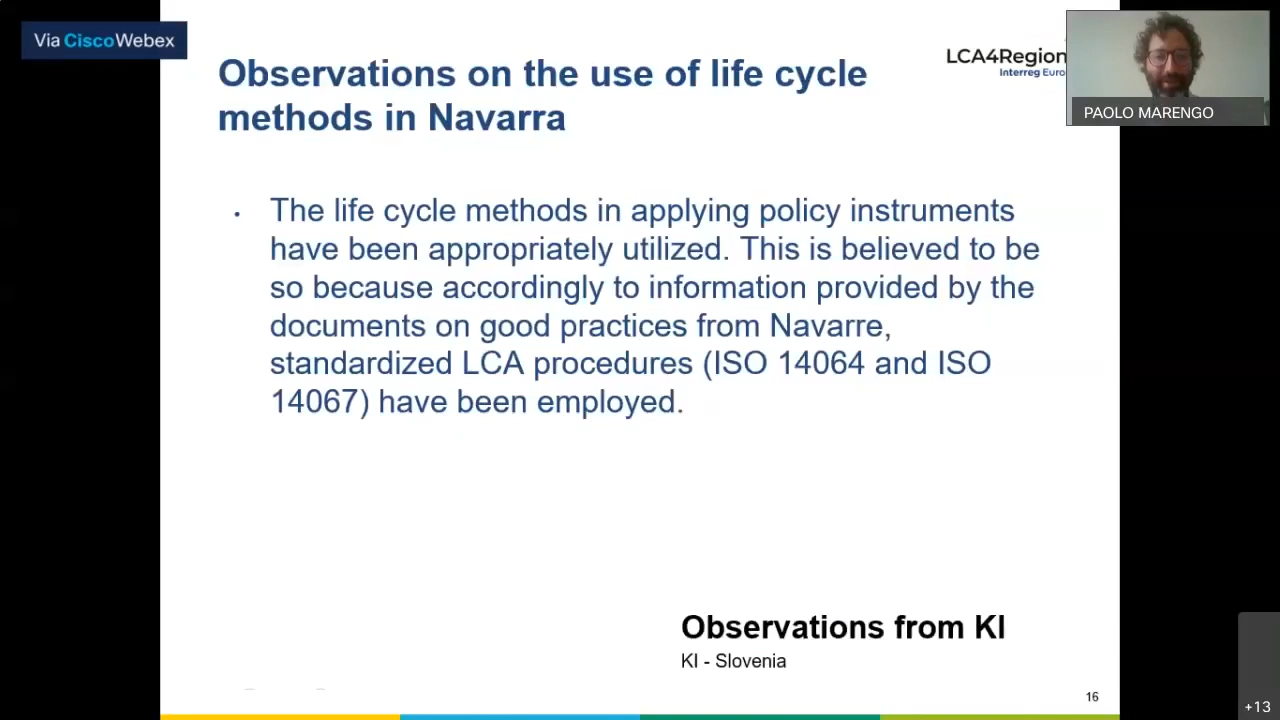 Via CiscoWebex
Observations on the use of life cycle
methods in Navarra
LCA4Region
Interreg Euro
PAOLO MARENGO
• The life cycle methods in applying policy instruments
have been appropriately utilized. This is believed to be
so because accordingly to information provided by the
documents on good practices from Navarre,
standardized LCA procedures (ISO 14064 and ISO
14067) have been employed.
Observations from KI
KI - Slovenia
16
+13